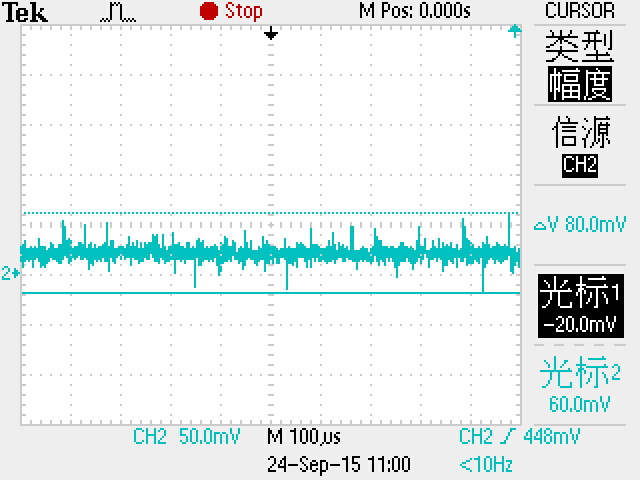 Tek Stop M Pos: 0.000s CURSOR
类型
幅度
信源
CH2
△V 80.0mV
2
光标1
-20.0mV
光标2
60.0mV
CH2 50.0mV M 100µs CH2 448mV
24-Sep-15 11:00 <10Hz